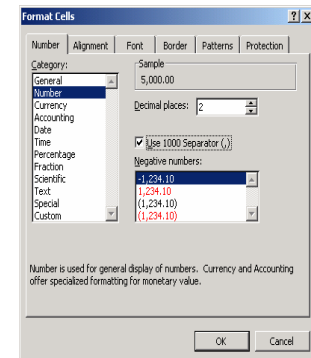 Format Cells
? x
Number Alignment Font Border Patterns Protection
Category:
General
Number
Currency
Accounting
Date
Time
Percentage
Fraction
Scientific
Text
Special
Custom
Sample
5,000.00
Decimal places: 2
Use 1000 Separator (,)
Negative numbers:
-1,234.10
1,234.10
(1,234.10)
(1,234.10)
Number is used for general display of numbers. Currency and Accounting
offer specialized formatting for monetary value.
OK Cancel